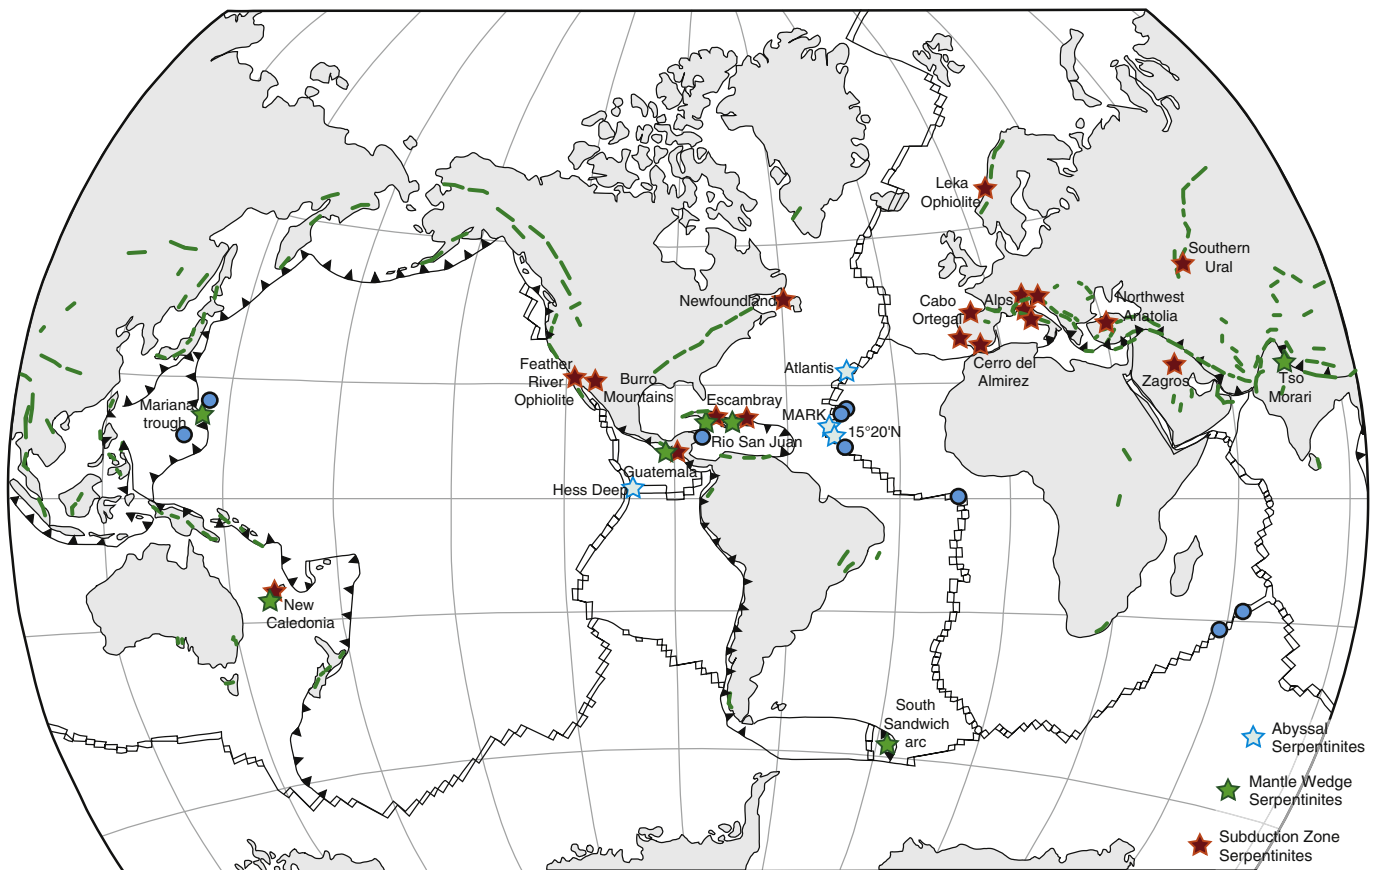 Leka
Ophiolite
Southern
Ural
Newfoundland
Cabo
Ortegal
Alps
Northwest
Anatolia
Feather
River
Ophiolite
Burro
Mountains
Atlantis
Cerro del
Almirez
Zagros
Tso
Morari
Mariana
trough
Escambray
MARK
15°20'N
Rio San Juan
Guatemala
Hess Deep
New
Caledonia
South
Sandwich
arc
Abyssal
Serpentinites
Mantle Wedge
Serpentinites
Subduction Zone
Serpentinites